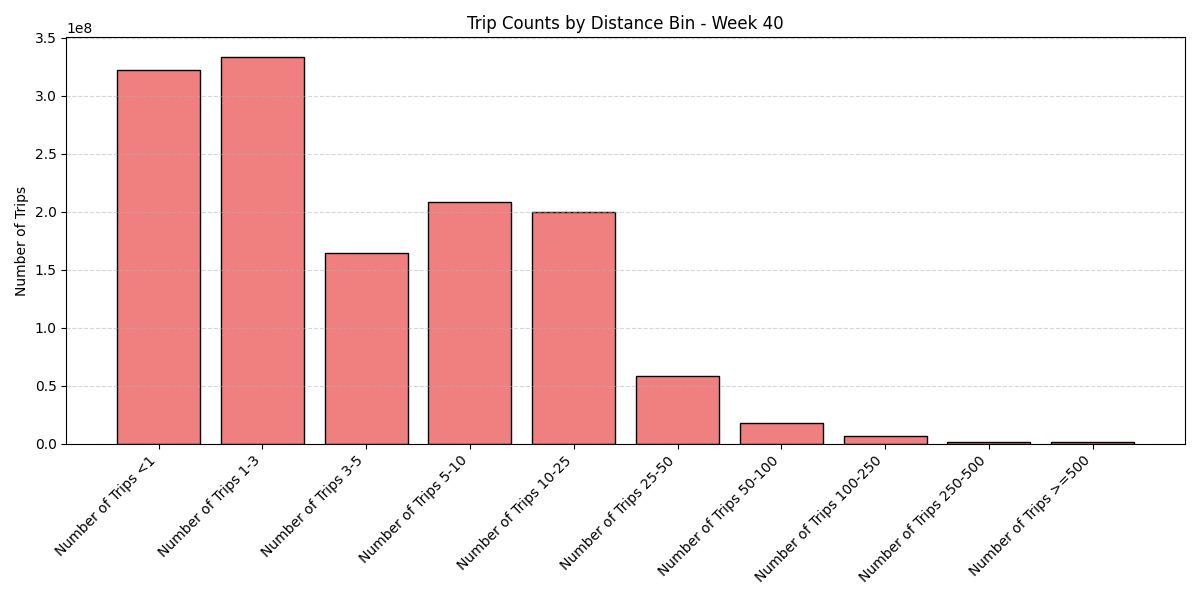 Trip Counts by Distance Bin - Week 40
1e8
3.5
3.0
2.5
2.0
1.5
1.0
0.5
0.0
Number of Trips
Number of Trips <1
Number of Trips 1-3
Number of Trips 3-5
Number of Trips 5-10
Number of Trips 10-25
Number of Trips 25-50
Number of Trips 50-100
Number of Trips 100-250
Number of Trips 250-500
Number of Trips >=500